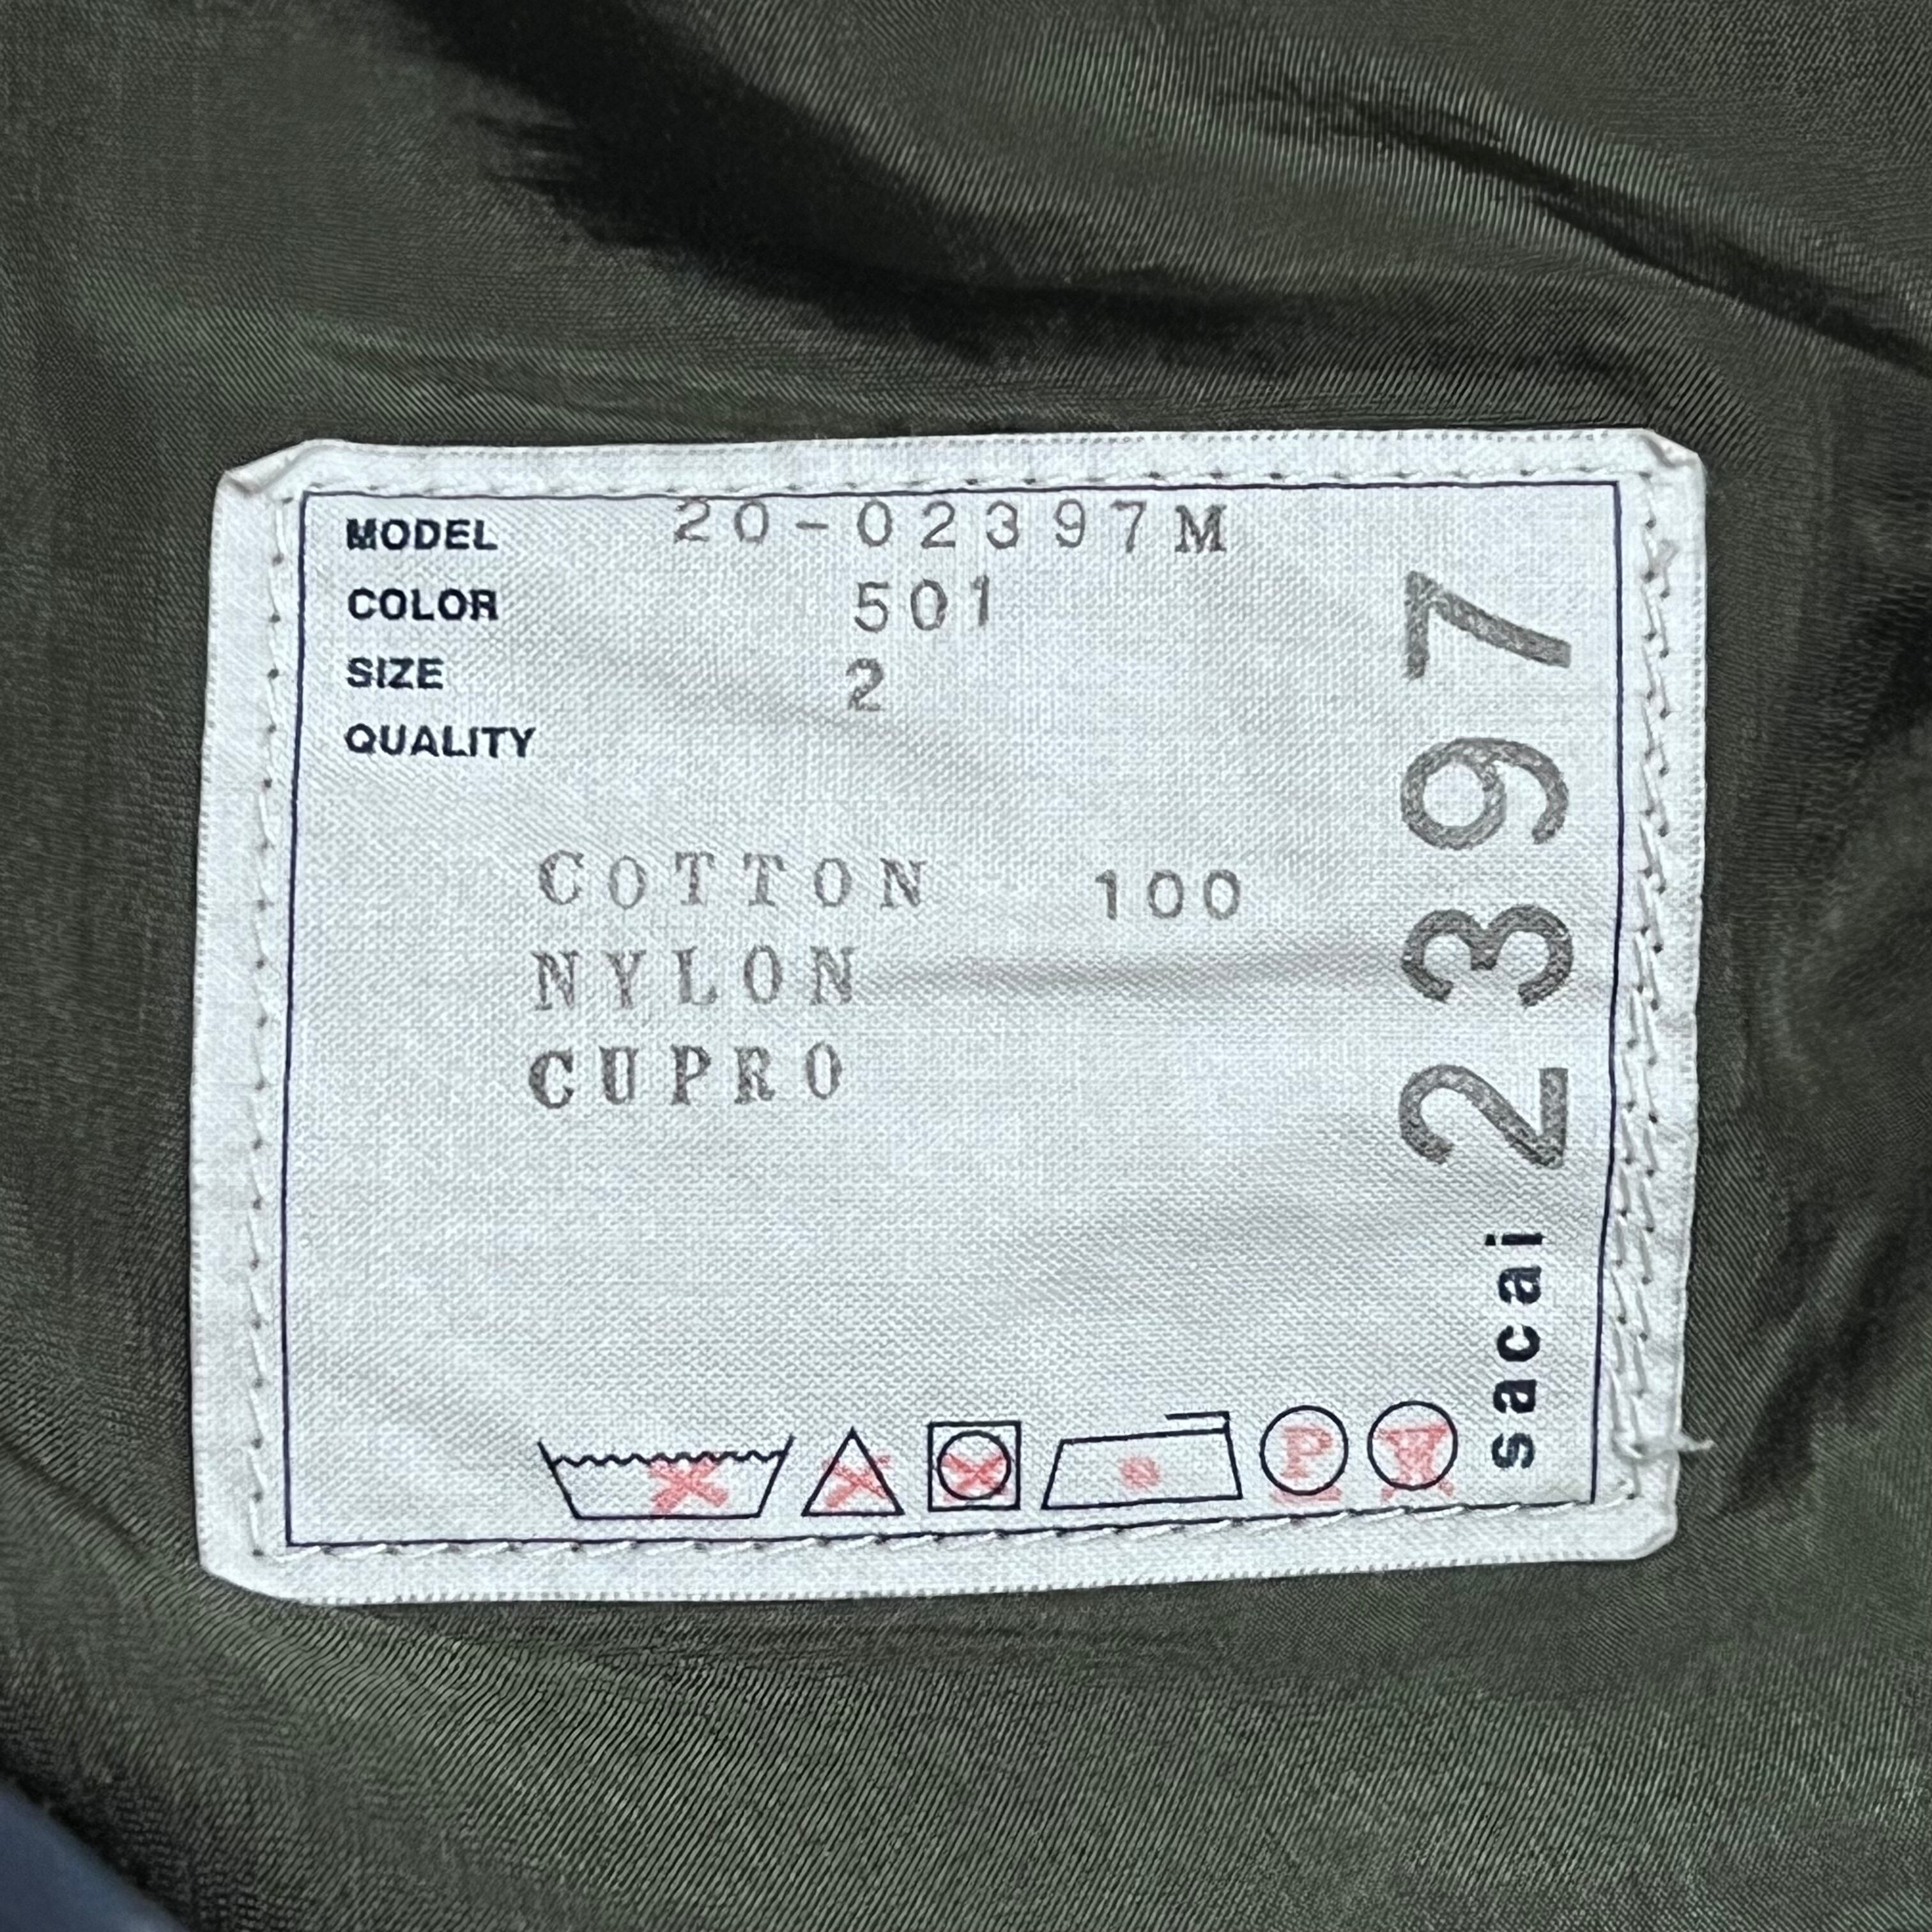 MODEL 20-02397M
COLOR 501
SIZE 2
QUALITY
COTTON 100
NYLON
CUPRO
P W
sacai 2397